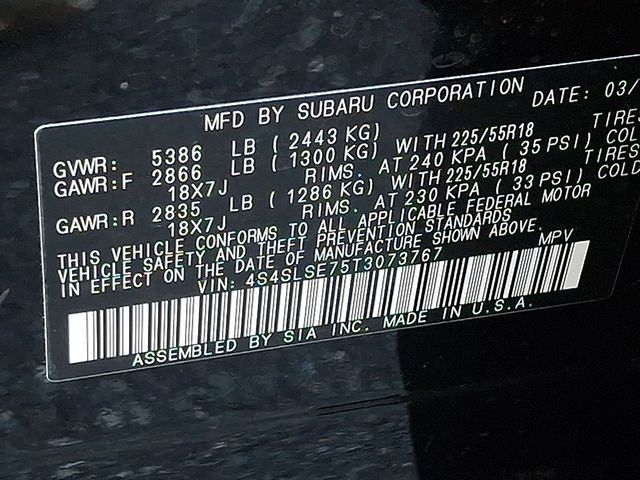 MFD BY SUBARU CORPORATION DATE: 03/
GVWR: 5386 LB (2443 KG)
GAWR:F 2866 LB (1300 KG) WITH 225/55R18 TIRES
18X7J RIMS. AT 240 KPA (35 PSI) COLD
GAWR:R 2835 LB (1286 KG) WITH 225/55R18 TIRES
18X7J RIMS. AT 230 KPA (33 PSI) COLD
THIS VEHICLE CONFORMS TO ALL APPLICABLE FEDERAL MOTOR
VEHICLE SAFETY AND THEFT PREVENTION STANDARDS
IN EFFECT ON THE DATE OF MANUFACTURE SHOWN ABOVE.
VIN: 4S4SLSE75T3073767 MPV
ASSEMBLED BY SIA INC. MADE IN U.S.A.